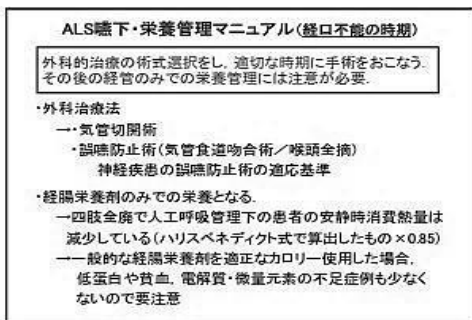 ALS嚥下・栄養管理マニュアル(経口不能の時期)
外科的治療の術式選択をし、適切な時期に手術をおこなう.
その後の経管のみでの栄養管理には注意が必要.
・外科治療法
→・気管切開術
・誤嚥防止術(気管食道吻合術/喉頭全摘)
神経疾患の誤嚥防止術の適応基準
・経腸栄養剤のみでの栄養となる.
→四肢全廃で人工呼吸管理下の患者の安静時消費熱量は
減少している(ハリスベネディクト式で算出したもの×0.85)
→一般的な経腸栄養剤を適正なカロリー使用した場合,
低蛋白や貧血, 電解質・微量元素の不足症例も少なく
ないので要注意